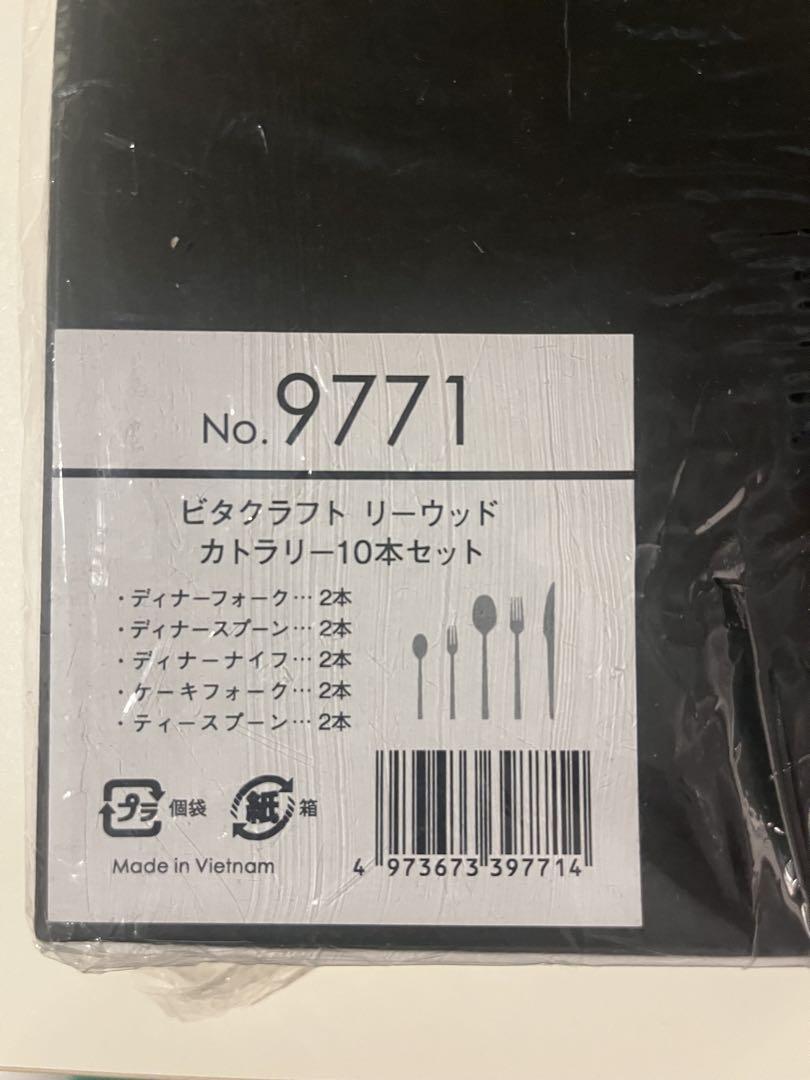 No. 9771
ビタクラフト リーウッド
カトラリー10本セット
・ディナーフォーク… 2本
・ディナースプーン… 2本
・ディナーナイフ… 2本
・ケーキフォーク… 2本
・ティースプーン… 2本
プラ 個袋 紙 箱
Made in Vietnam
4 973673 397714